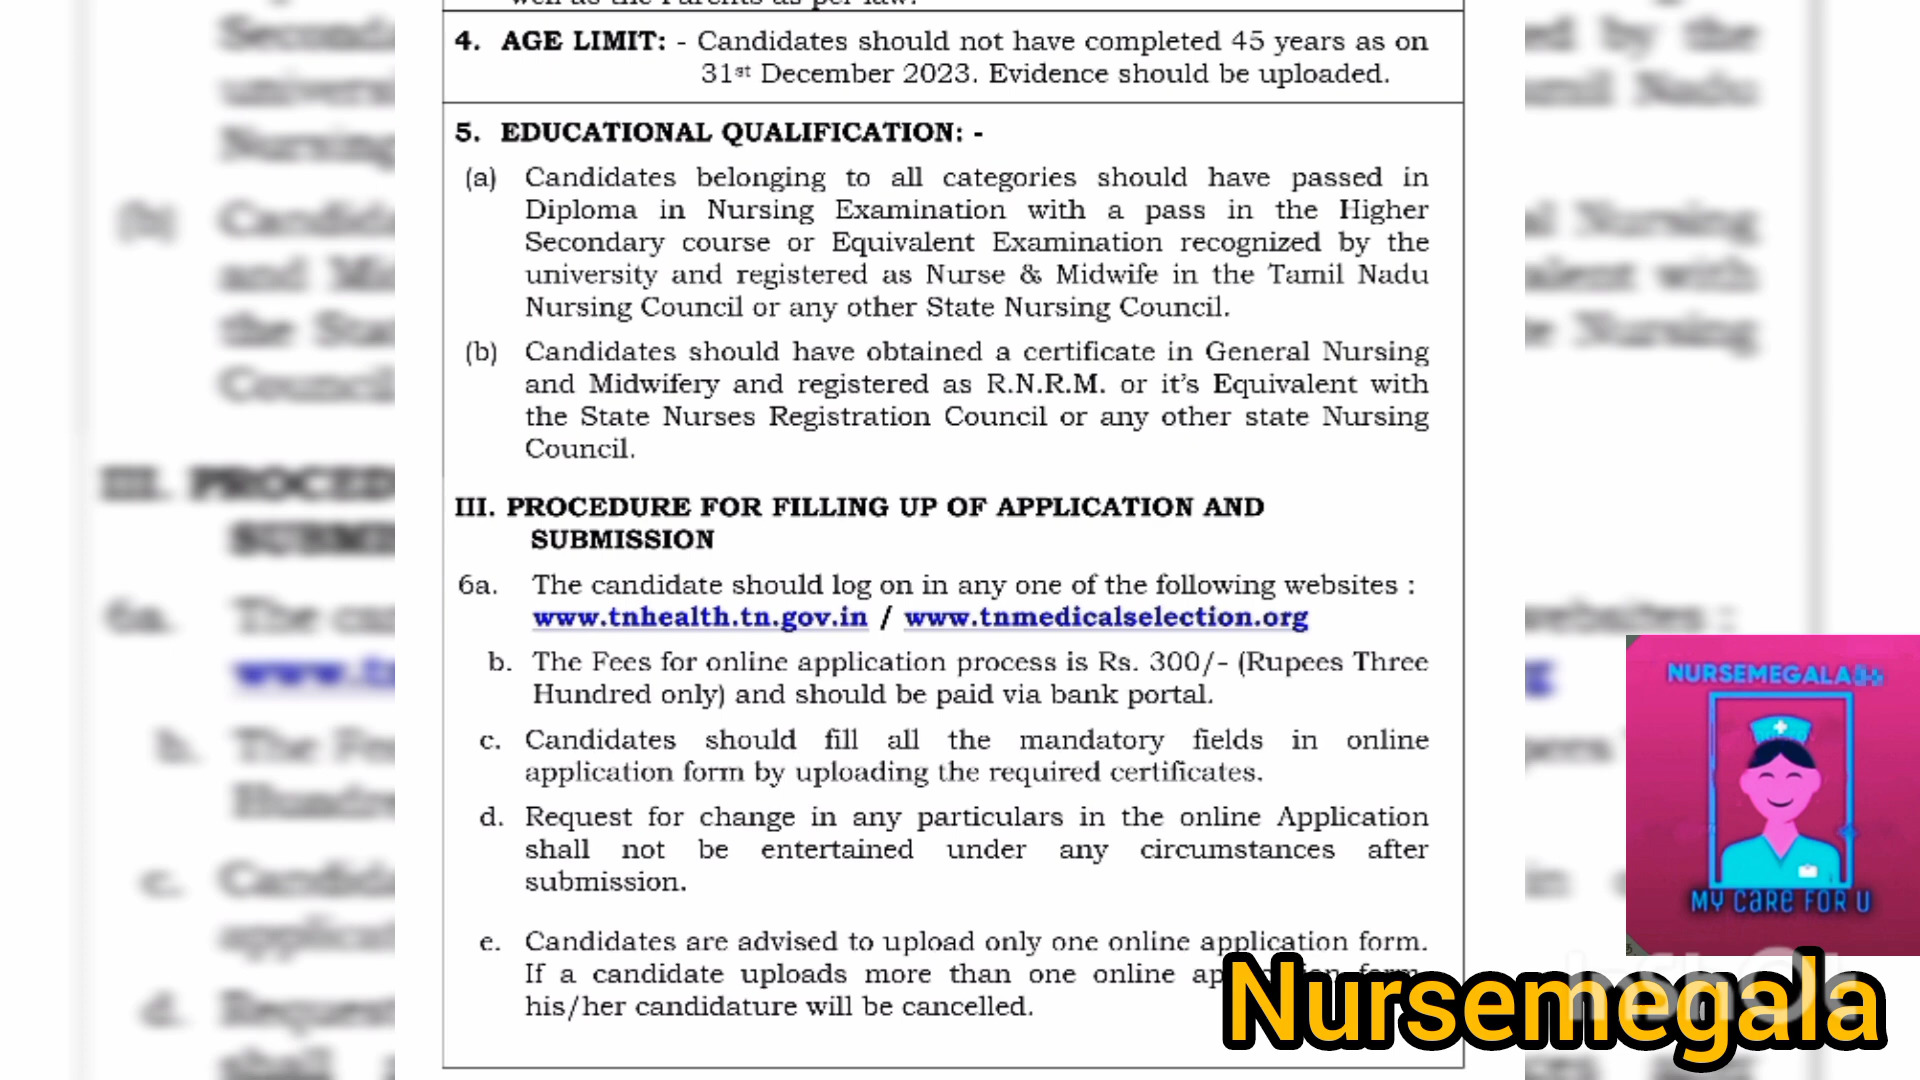 well as the Parents as per law.
4. AGE LIMIT: - Candidates should not have completed 45 years as on
31st December 2023. Evidence should be uploaded.
5. EDUCATIONAL QUALIFICATION: -
(a) Candidates belonging to all categories should have passed in
Diploma in Nursing Examination with a pass in the Higher
Secondary course or Equivalent Examination recognized by the
university and registered as Nurse & Midwife in the Tamil Nadu
Nursing Council or any other State Nursing Council.
(b) Candidates should have obtained a certificate in General Nursing
and Midwifery and registered as R.N.R.M. or it's Equivalent with
the State Nurses Registration Council or any other state Nursing
Council.
III. PROCEDURE FOR FILLING UP OF APPLICATION AND
SUBMISSION
6a. The candidate should log on in any one of the following websites :
www.tnhealth.tn.gov.in / www.tnmedicalselection.org
b. The Fees for online application process is Rs. 300/- (Rupees Three
Hundred only) and should be paid via bank portal.
c. Candidates should fill all the mandatory fields in online
application form by uploading the required certificates.
d. Request for change in any particulars in the online Application
shall not be entertained under any circumstances after
submission.
e. Candidates are advised to upload only one online application form.
If a candidate uploads more than one online application form,
his/her candidature will be cancelled.
NURSEMEGALA
MY CARE FOR U
Nursemegala